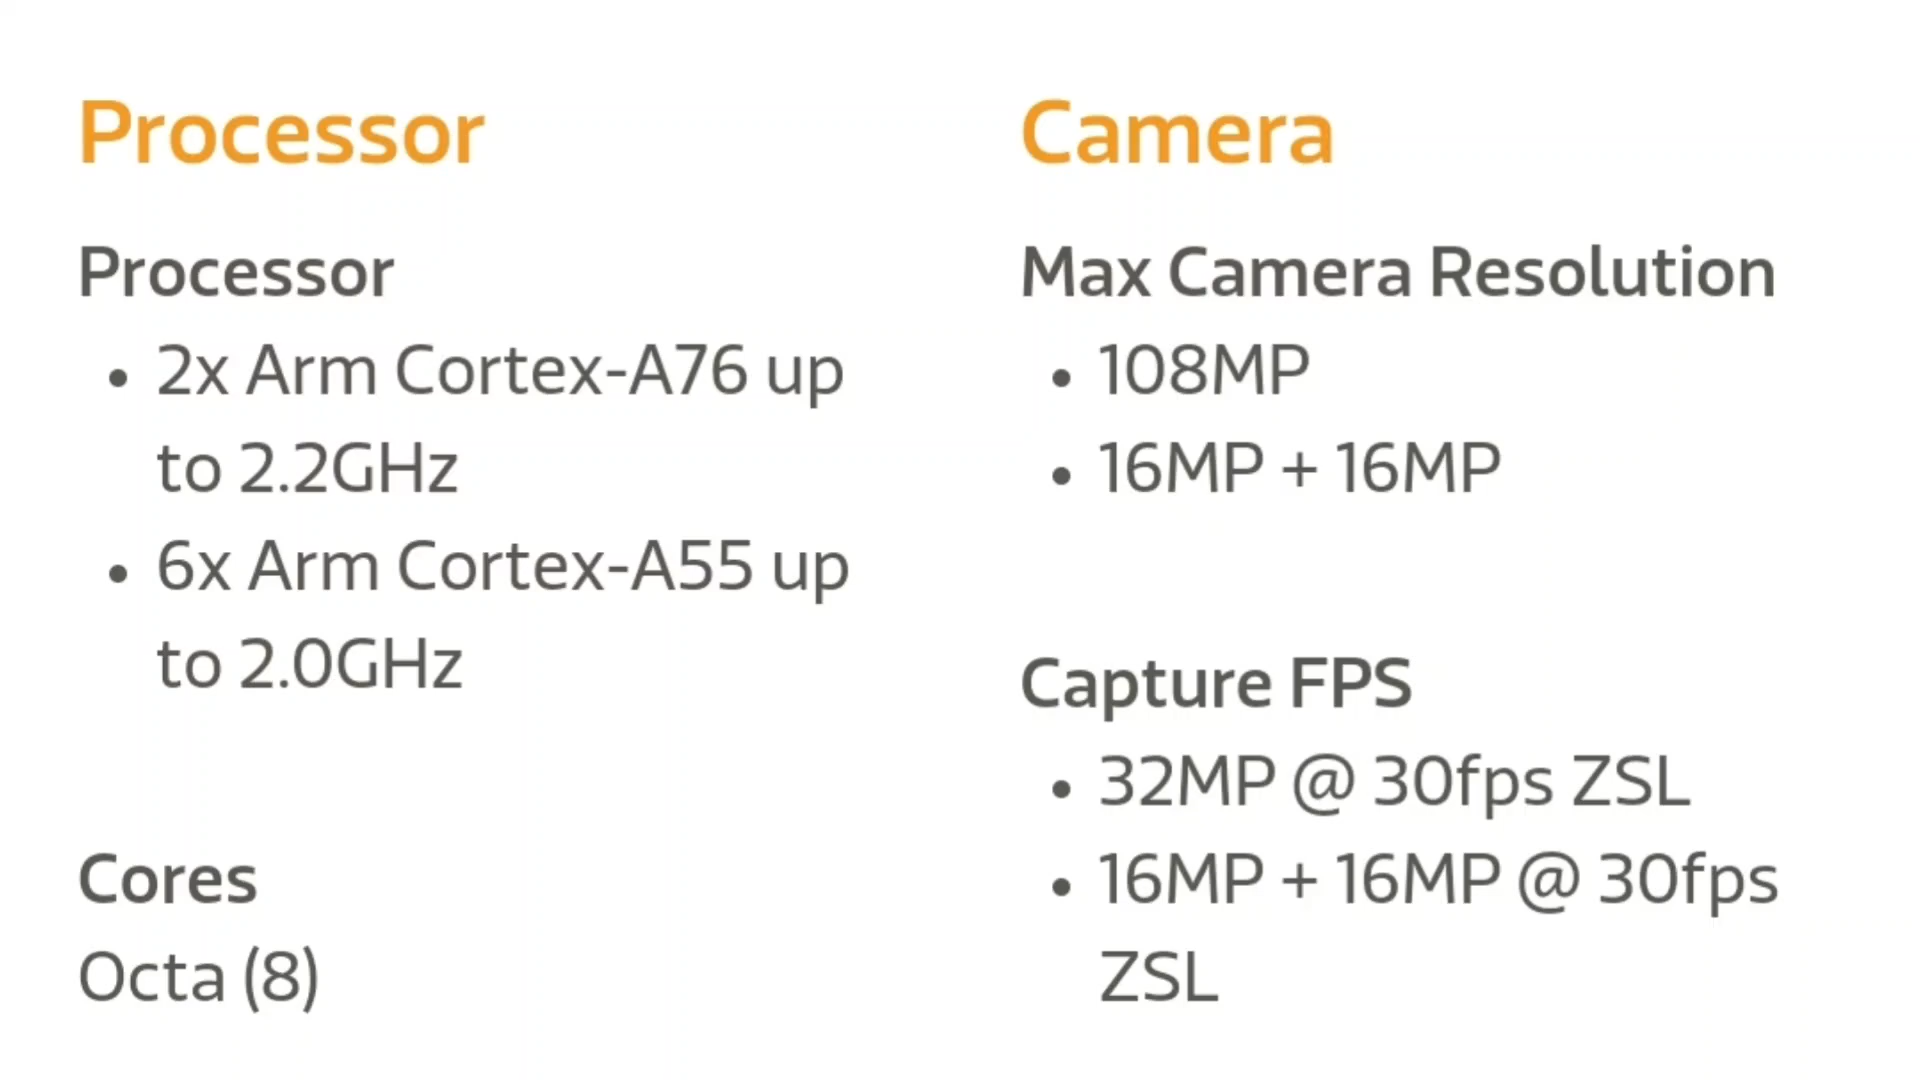 Processor
Processor
• 2x Arm Cortex-A76 up
to 2.2GHz
• 6x Arm Cortex-A55 up
to 2.0GHz
Cores
Octa (8)
Camera
Max Camera Resolution
• 108MP
• 16MP + 16MP
Capture FPS
• 32MP @ 30fps ZSL
• 16MP + 16MP @ 30fps
ZSL